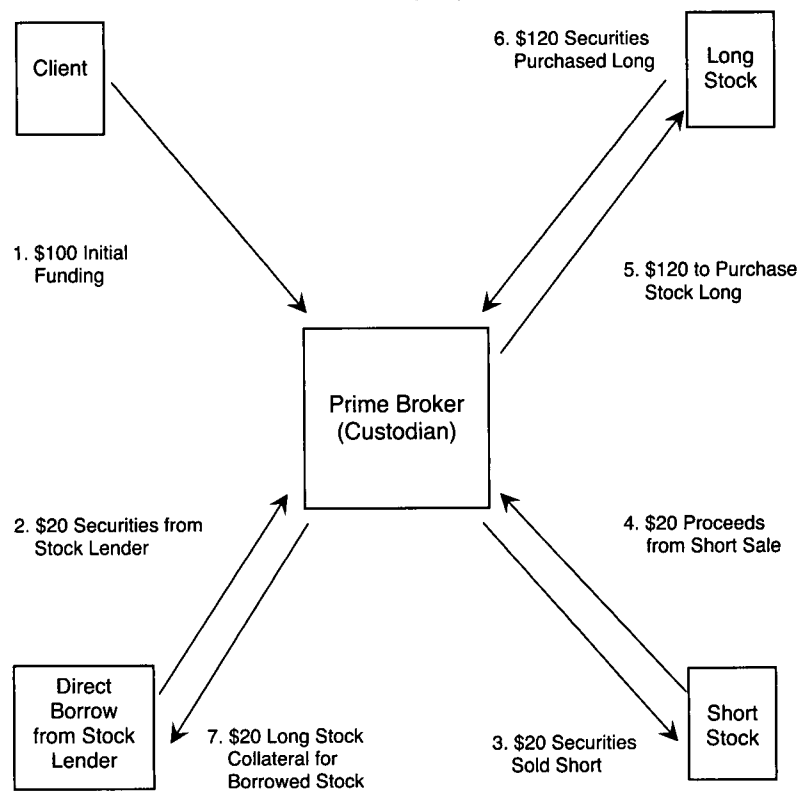 Client
6. $120 Securities
Purchased Long
Long
Stock
1. $100 Initial
Funding
5. $120 to Purchase
Stock Long
Prime Broker
(Custodian)
2. $20 Securities from
Stock Lender
4. $20 Proceeds
from Short Sale
Direct
Borrow
from Stock
Lender
7. $20 Long Stock
Collateral for
Borrowed Stock
3. $20 Securities
Sold Short
Short
Stock